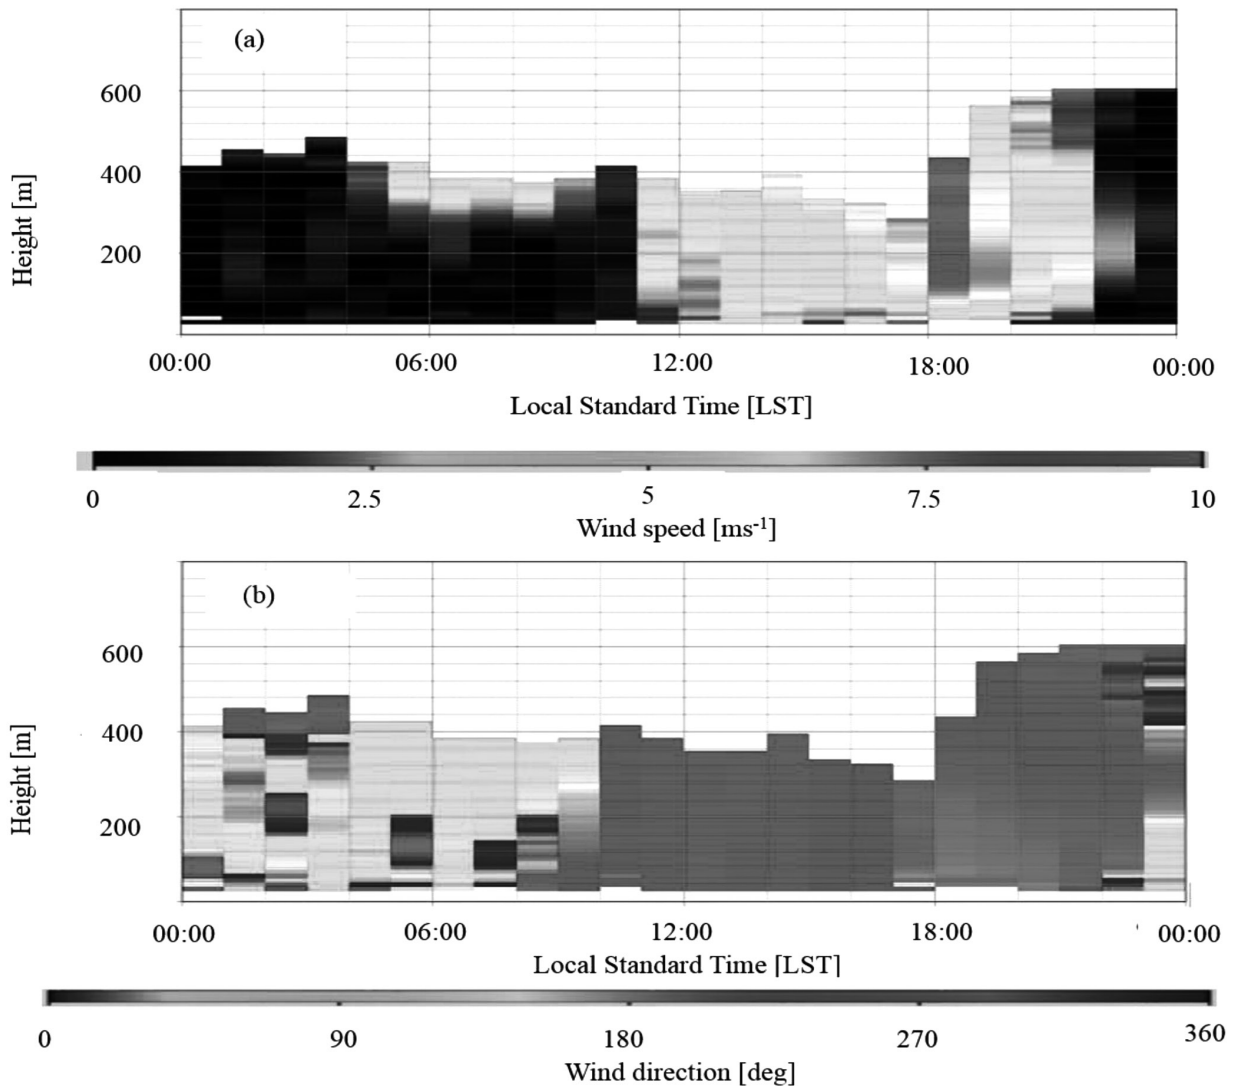 (a)
600
400
200
Height [m]
00:00 06:00 12:00 18:00 00:00
Local Standard Time [LST]
0 2.5 5 7.5 10
Wind speed [ms-1]
(b)
600
400
200
Height [m]
00:00 06:00 12:00 18:00 00:00
Local Standard Time [LST]
0 90 180 270 360
Wind direction [deg]